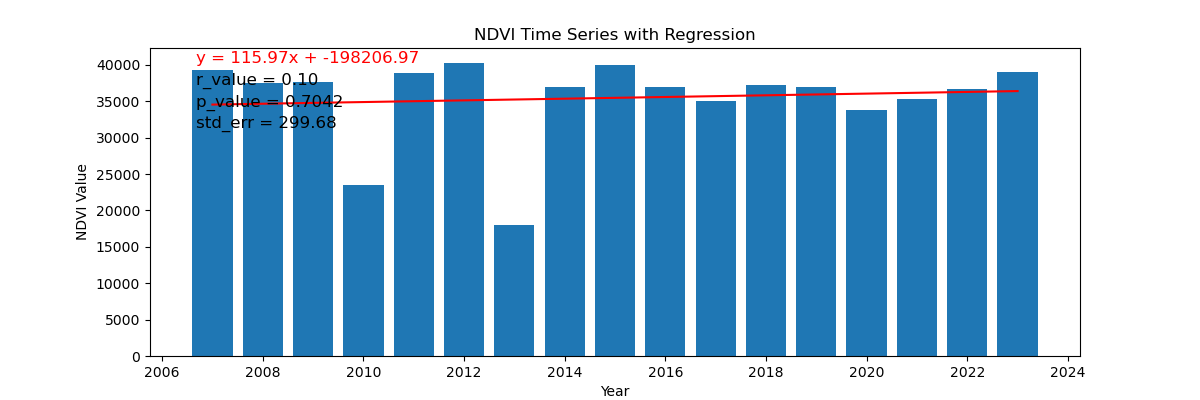 NDVI Time Series with Regression
y = 115.97x + -198206.97
r_value = 0.10
p_value = 0.7042
std_err = 299.68
NDVI Value
40000
35000
30000
25000
20000
15000
10000
5000
0
2006 2008 2010 2012 2014 2016 2018 2020 2022 2024
Year